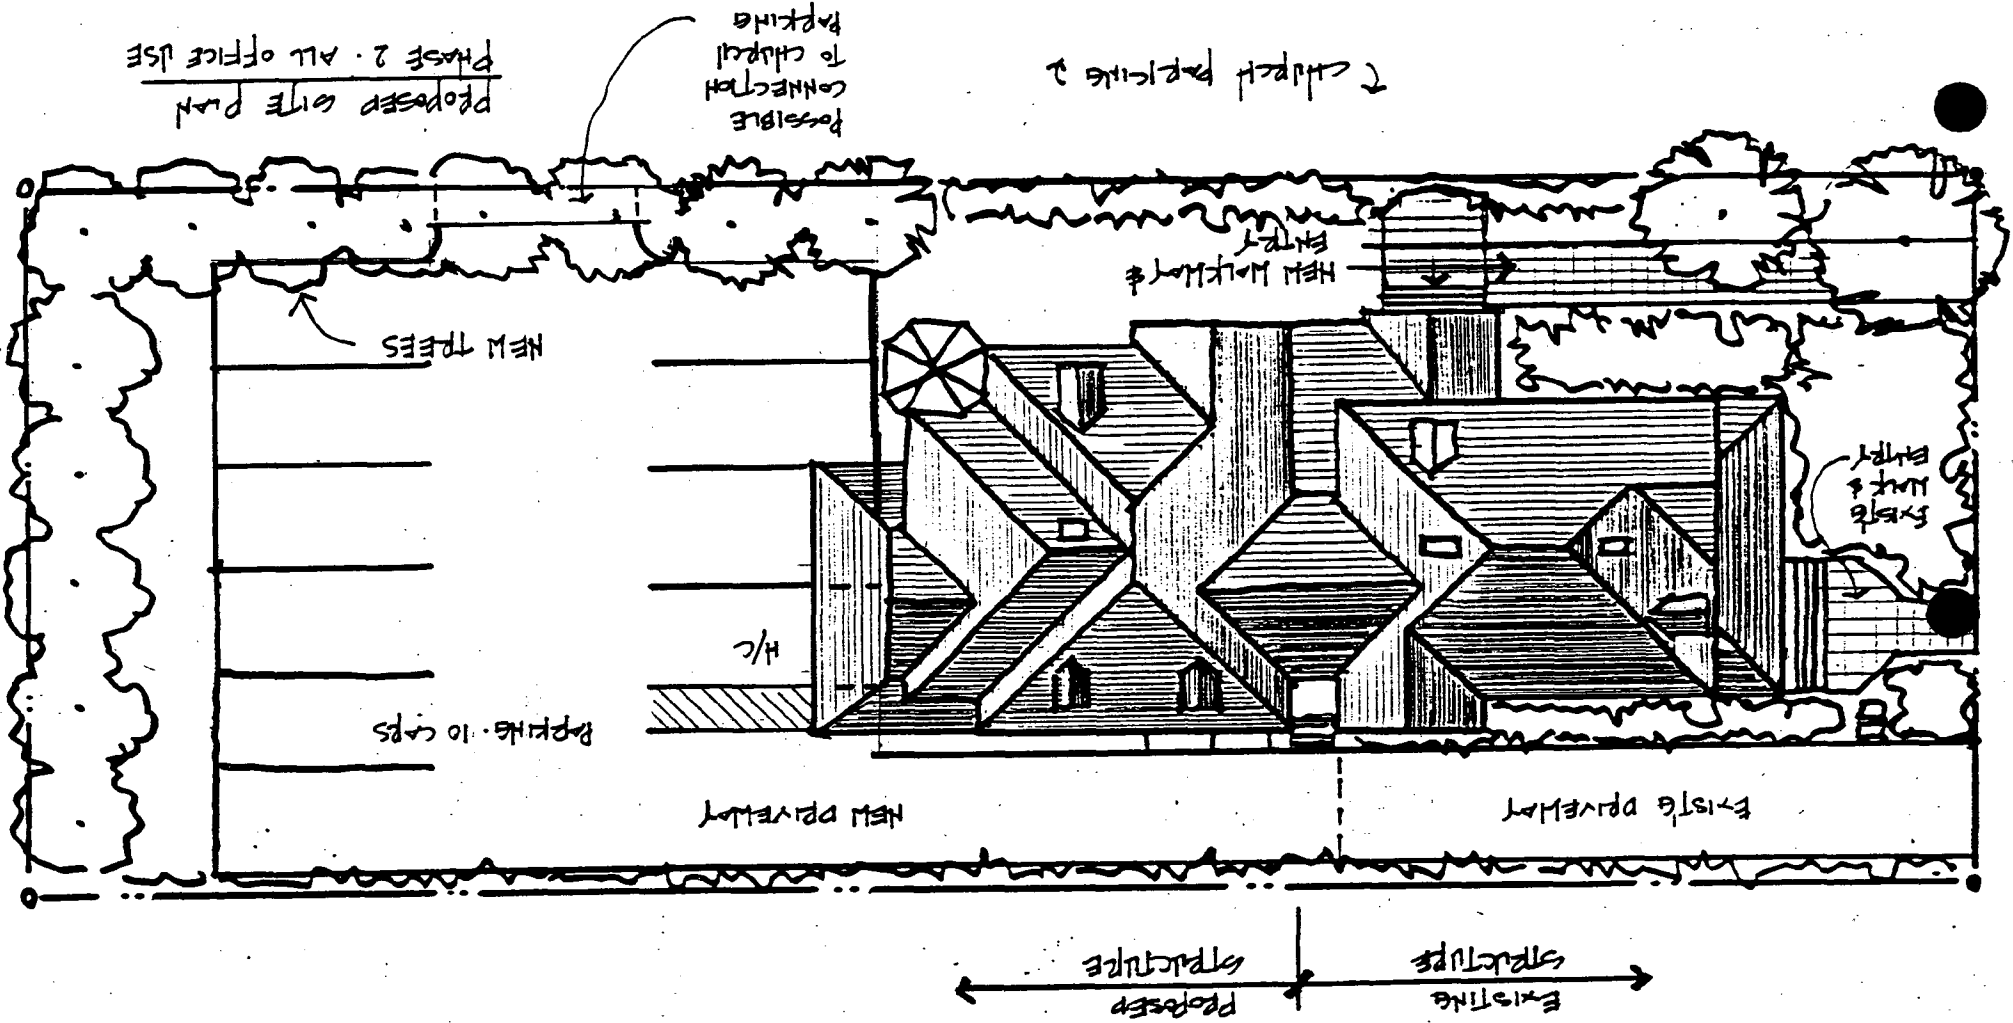 EXISTING
STRUCTURE
PROPOSED
STRUCTURE
EXIST'G DRIVEWAY
NEW DRIVEWAY
PARKING · 10 CARS
H/C
EXIST'G
WALK &
ENTRY
NEW TREES
NEW WALKWAY &
ENTRY
CHURCH PARKING
POSSIBLE
CONNECTION
TO CHURCH
PARKING
PROPOSED SITE PLAN
PHASE 2 · ALL OFFICE USE